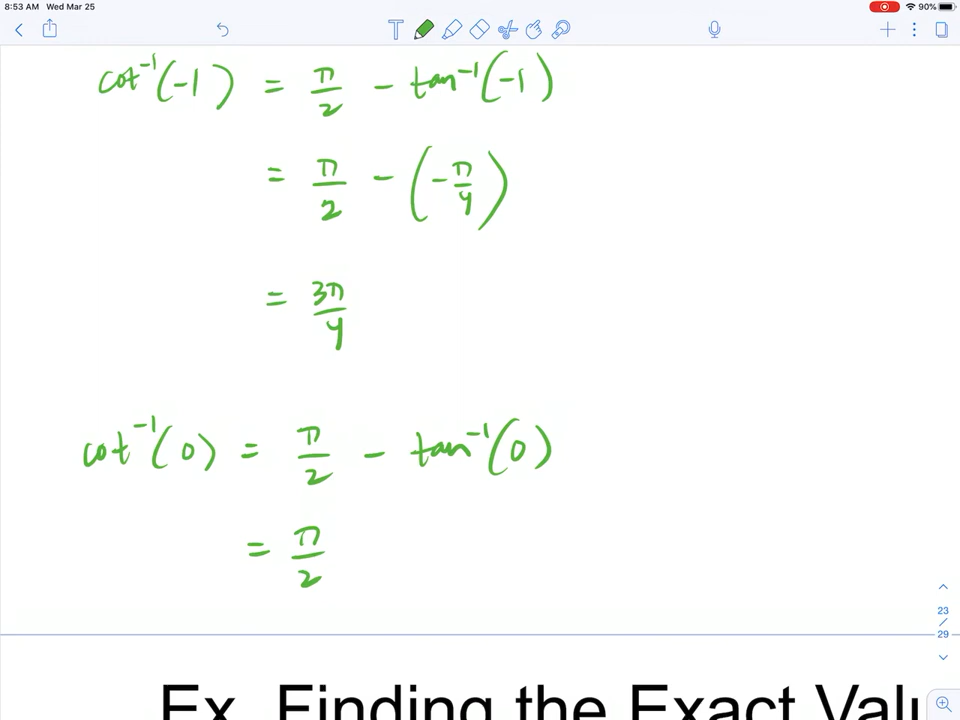 8:53 AM Wed Mar 25 90%
cot⁻¹(-1) = π/2 - tan⁻¹(-1)
= π/2 - (-π/4)
= 3π/4
cot⁻¹(0) = π/2 - tan⁻¹(0)
= π/2
23
/
29
Ex. Finding the Exact Valu